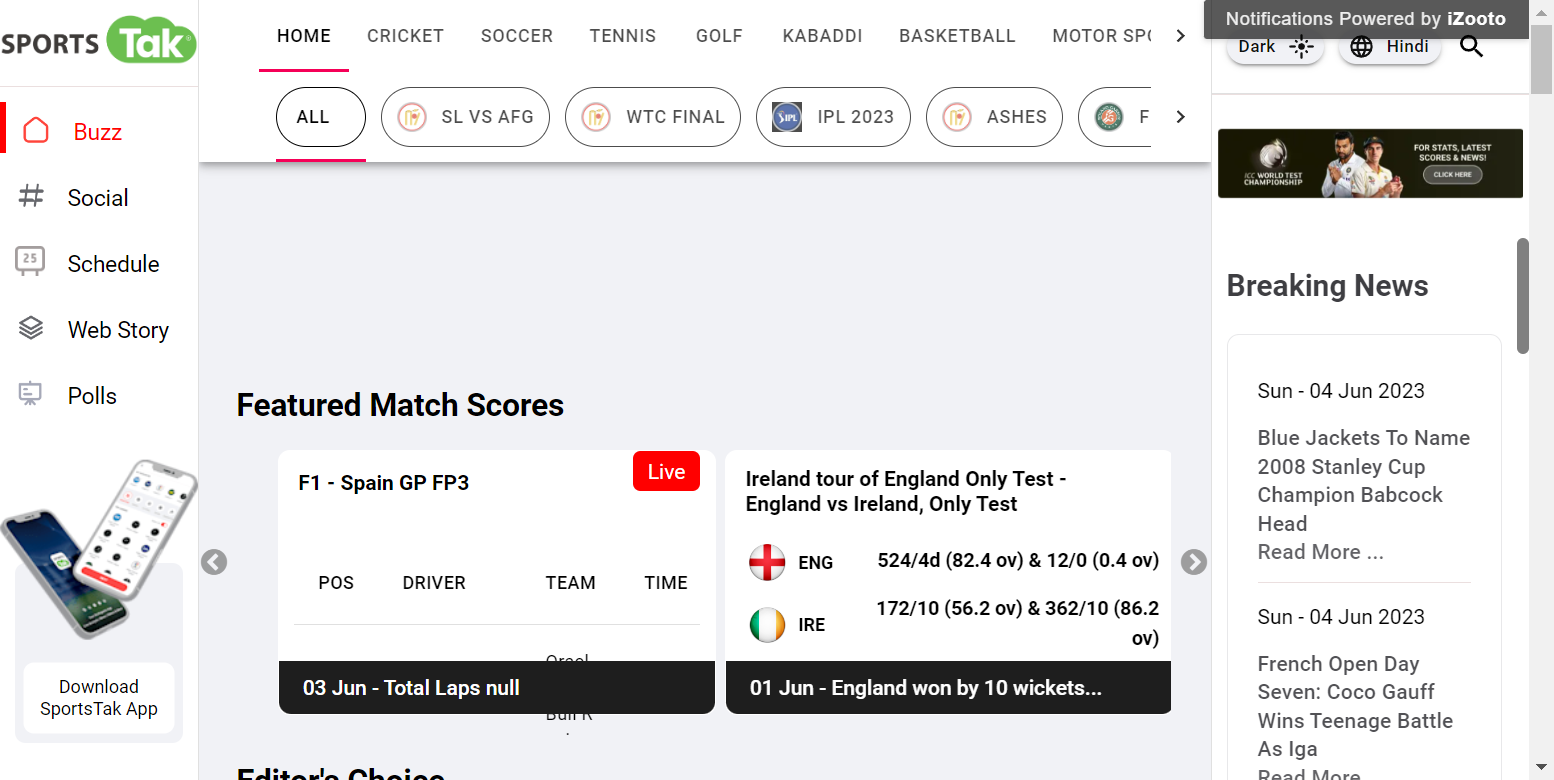 SPORTS Tak
HOME CRICKET SOCCER TENNIS GOLF KABADDI BASKETBALL MOTOR SPO
Notifications Powered by iZooto
Dark Hindi
ALL SL VS AFG WTC FINAL IPL 2023 ASHES F
Buzz
Social
25 Schedule
Web Story
Polls
Download
SportsTak App
ICC WORLD TEST
CHAMPIONSHIP
FOR STATS, LATEST
SCORES & NEWS!
CLICK HERE
Featured Match Scores
F1 - Spain GP FP3
Live
POS DRIVER TEAM TIME
Oracl
03 Jun - Total Laps null
Bull R
Ireland tour of England Only Test -
England vs Ireland, Only Test
ENG 524/4d (82.4 ov) & 12/0 (0.4 ov)
IRE 172/10 (56.2 ov) & 362/10 (86.2
ov)
01 Jun - England won by 10 wickets...
Editor's Choice
Breaking News
Sun - 04 Jun 2023
Blue Jackets To Name
2008 Stanley Cup
Champion Babcock
Head
Read More ...
Sun - 04 Jun 2023
French Open Day
Seven: Coco Gauff
Wins Teenage Battle
As Iga
Read More